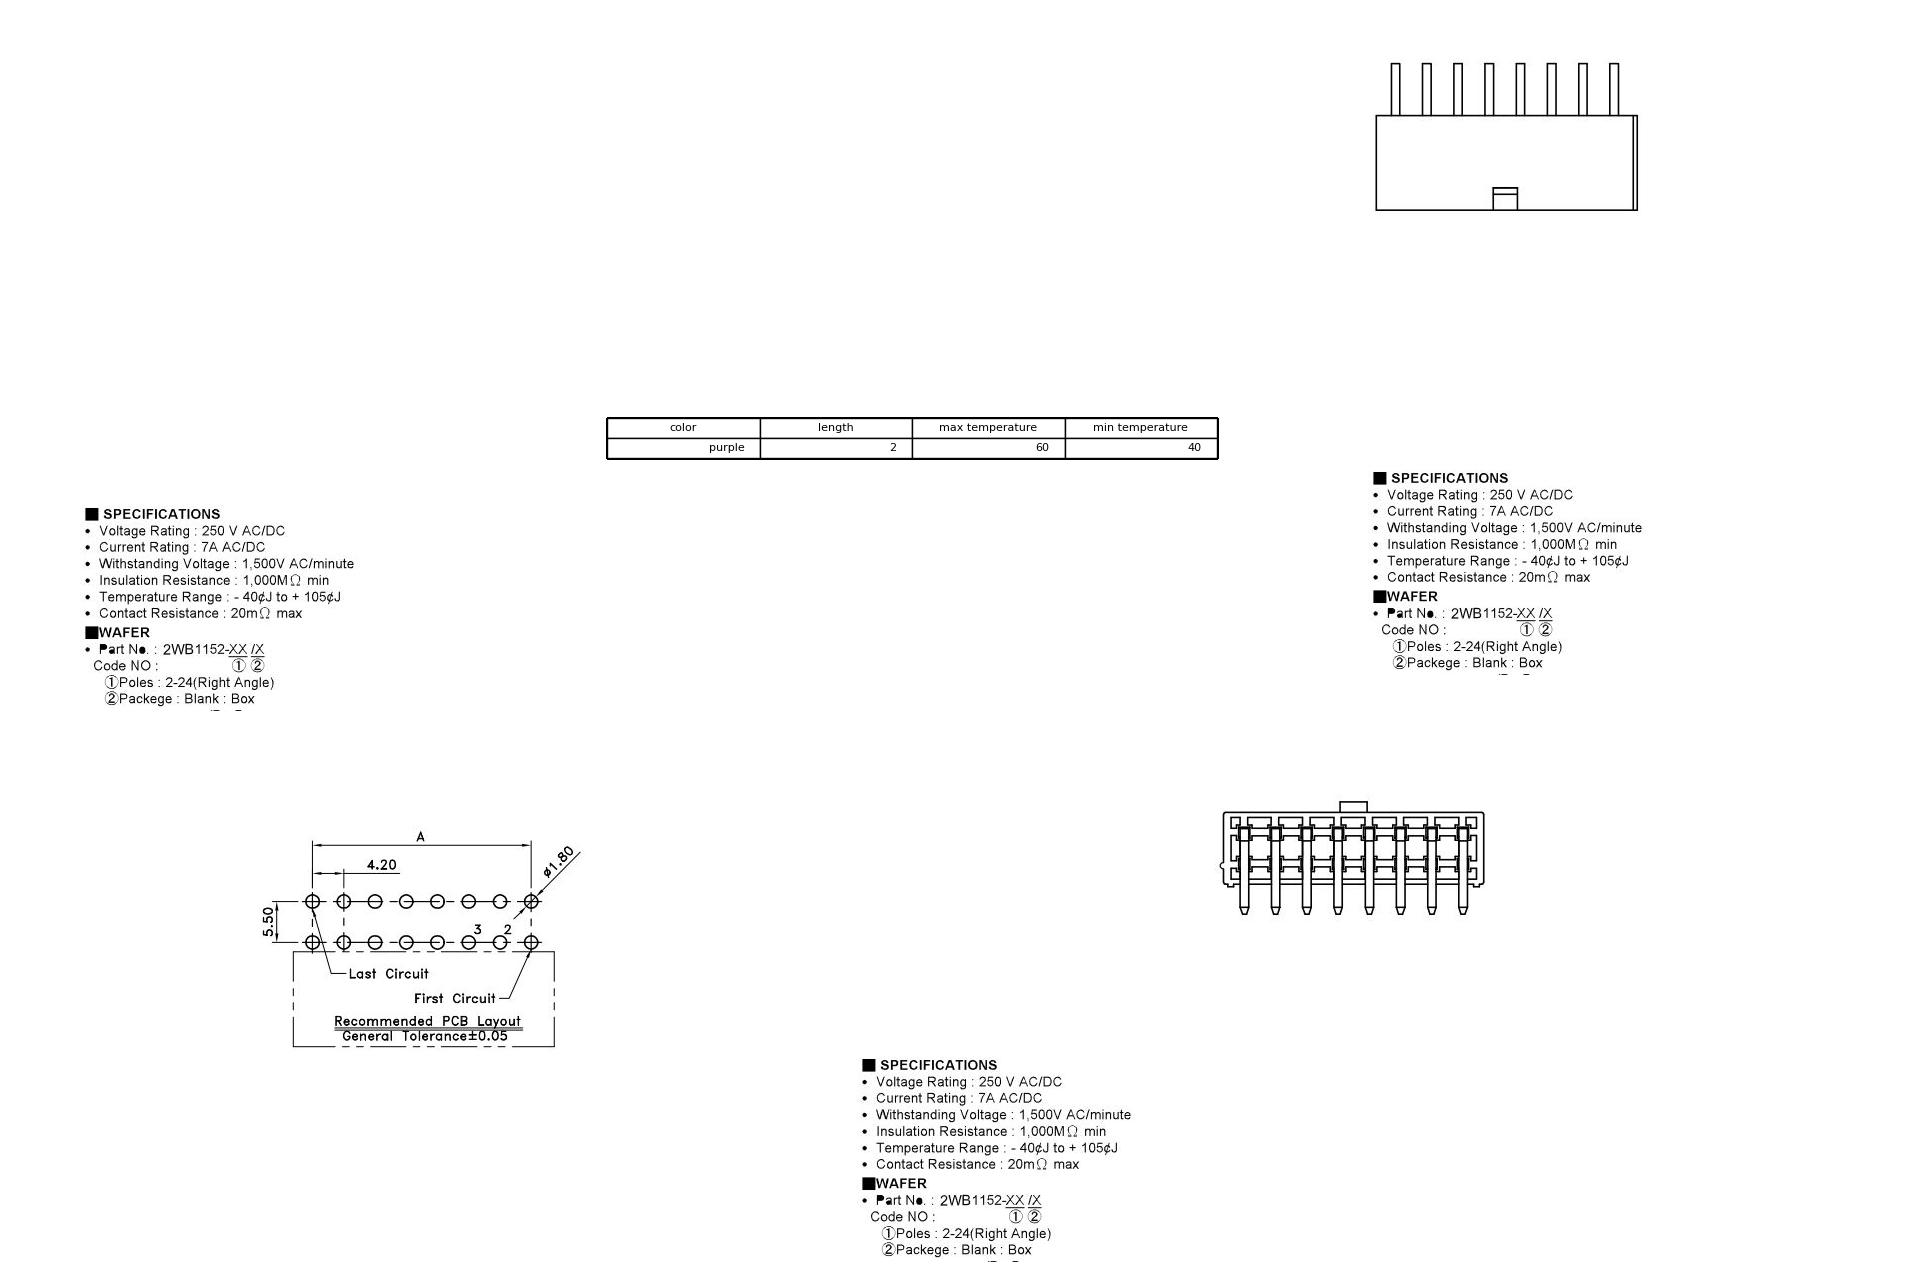 color length max temperature min temperature
purple 2 60 40
■ SPECIFICATIONS
• Voltage Rating : 250 V AC/DC
• Current Rating : 7A AC/DC
• Withstanding Voltage : 1,500V AC/minute
• Insulation Resistance : 1,000MΩ min
• Temperature Range : - 40¢J to + 105¢J
• Contact Resistance : 20mΩ max
■WAFER
• Part No. : 2WB1152-XX /X
Code NO : ① ②
①Poles : 2-24(Right Angle)
②Packege : Blank : Box
■ SPECIFICATIONS
• Voltage Rating : 250 V AC/DC
• Current Rating : 7A AC/DC
• Withstanding Voltage : 1,500V AC/minute
• Insulation Resistance : 1,000MΩ min
• Temperature Range : - 40¢J to + 105¢J
• Contact Resistance : 20mΩ max
■WAFER
• Part No. : 2WB1152-XX /X
Code NO : ① ②
①Poles : 2-24(Right Angle)
②Packege : Blank : Box
A
4.20
ø1.80
5.50
3 2
Last Circuit
First Circuit
Recommended PCB Layout
General Tolerance±0.05
■ SPECIFICATIONS
• Voltage Rating : 250 V AC/DC
• Current Rating : 7A AC/DC
• Withstanding Voltage : 1,500V AC/minute
• Insulation Resistance : 1,000MΩ min
• Temperature Range : - 40¢J to + 105¢J
• Contact Resistance : 20mΩ max
■WAFER
• Part No. : 2WB1152-XX /X
Code NO : ① ②
①Poles : 2-24(Right Angle)
②Packege : Blank : Box